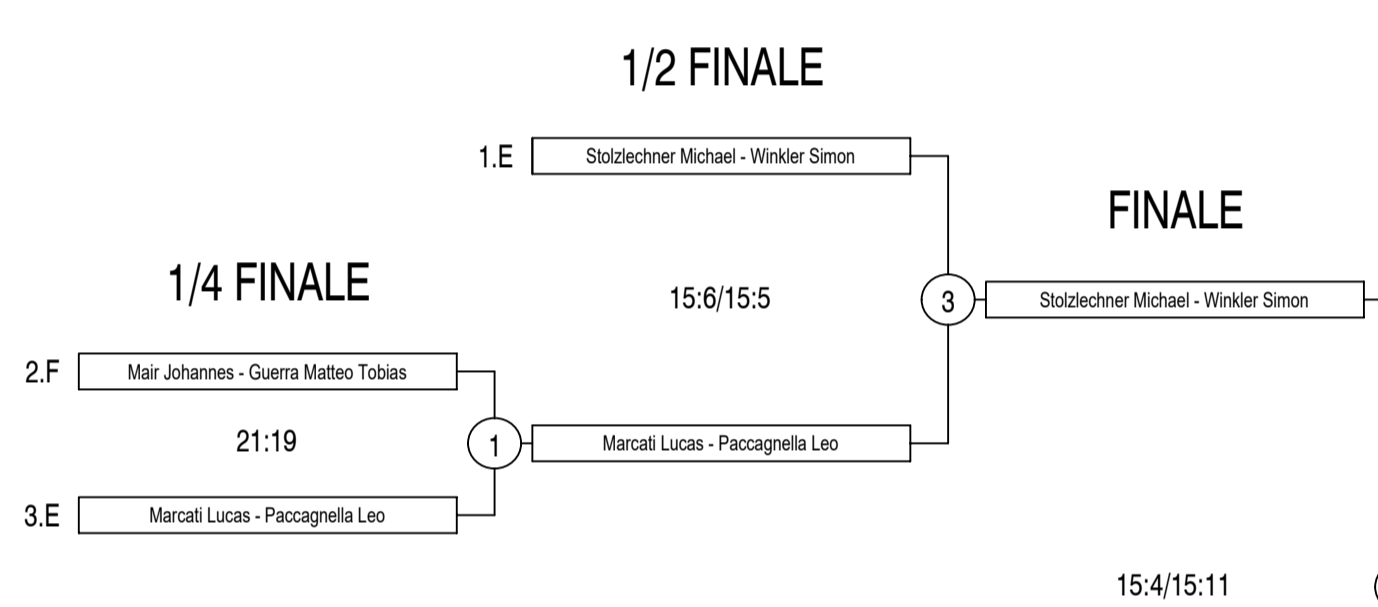 1/2 FINALE
1.E Stolzlechner Michael - Winkler Simon
FINALE
1/4 FINALE
15:6/15:5
3 Stolzlechner Michael - Winkler Simon
2.F Mair Johannes - Guerra Matteo Tobias
21:19
1 Marcati Lucas - Paccagnella Leo
3.E Marcati Lucas - Paccagnella Leo
15:4/15:11